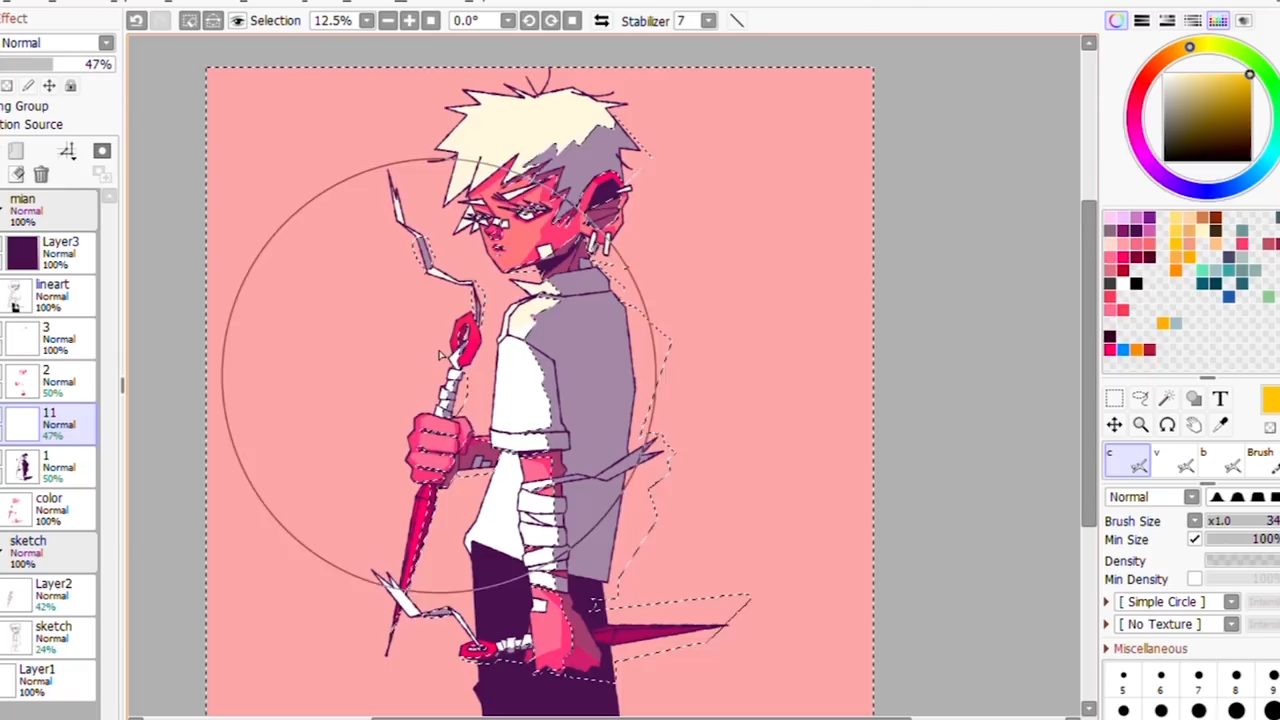 Effect
Normal
47%
ng Group
tion Source
Selection
12.5%
0.0°
Stabilizer 7
mian
Normal
100%
Layer3
Normal
100%
lineart
Normal
100%
3
Normal
100%
2
Normal
50%
11
Normal
47%
1
Normal
50%
color
Normal
100%
sketch
Normal
100%
Layer2
Normal
42%
sketch
Normal
24%
Layer1
Normal
100%
T
c
v
b
Brush
Normal
Brush Size x1.0 34
Min Size 100%
Density
Min Density
[ Simple Circle ]
[ No Texture ]
Miscellaneous
5 6 7 8 9